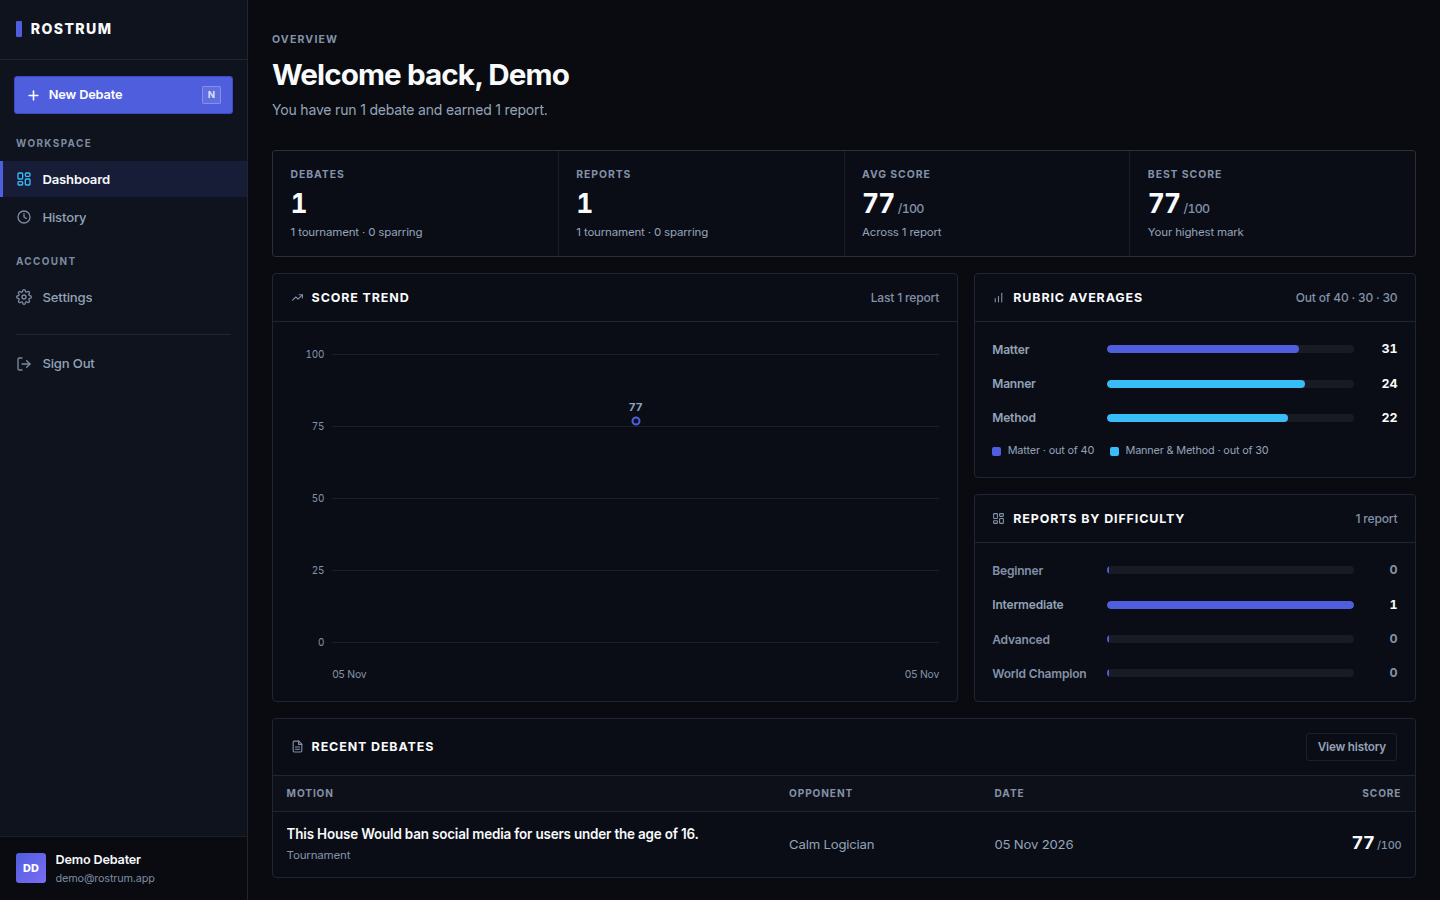 ROSTRUM
New Debate N
WORKSPACE
Dashboard
History
ACCOUNT
Settings
Sign Out
DD
Demo Debater
demo@rostrum.app
OVERVIEW
Welcome back, Demo
You have run 1 debate and earned 1 report.
DEBATES
1
1 tournament · 0 sparring
REPORTS
1
1 tournament · 0 sparring
AVG SCORE
77 /100
Across 1 report
BEST SCORE
77 /100
Your highest mark
SCORE TREND Last 1 report
100
75
50
25
0
77
05 Nov 05 Nov
RUBRIC AVERAGES Out of 40 · 30 · 30
Matter 31
Manner 24
Method 22
Matter · out of 40 Manner & Method · out of 30
REPORTS BY DIFFICULTY 1 report
Beginner 0
Intermediate 1
Advanced 0
World Champion 0
RECENT DEBATES View history
MOTION OPPONENT DATE SCORE
This House Would ban social media for users under the age of 16.
Tournament
Calm Logician 05 Nov 2026 77 /100